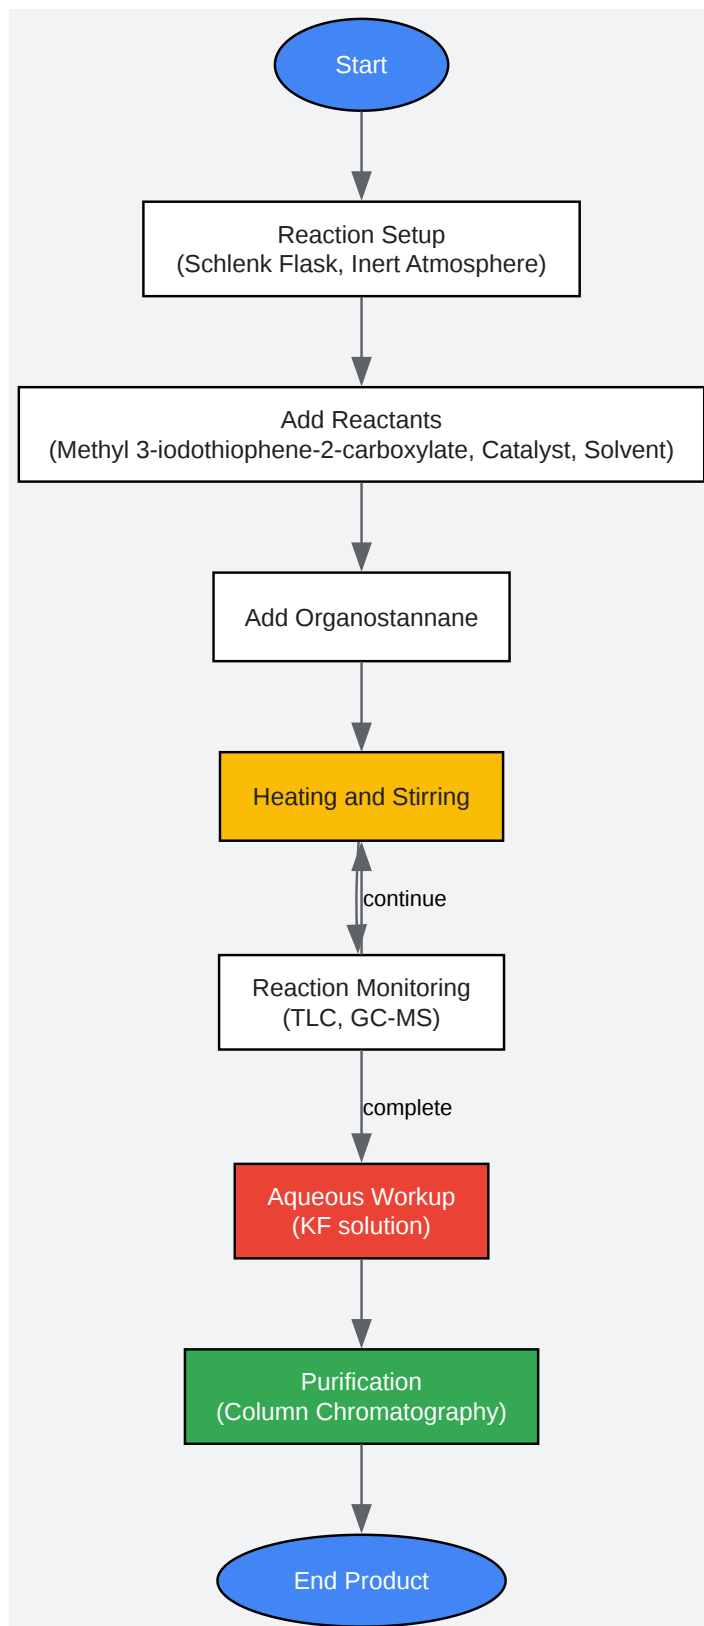 Start
Reaction Setup
(Schlenk Flask, Inert Atmosphere)
Add Reactants
(Methyl 3-iodothiophene-2-carboxylate, Catalyst, Solvent)
Add Organostannane
Heating and Stirring
continue
Reaction Monitoring
(TLC, GC-MS)
complete
Aqueous Workup
(KF solution)
Purification
(Column Chromatography)
End Product